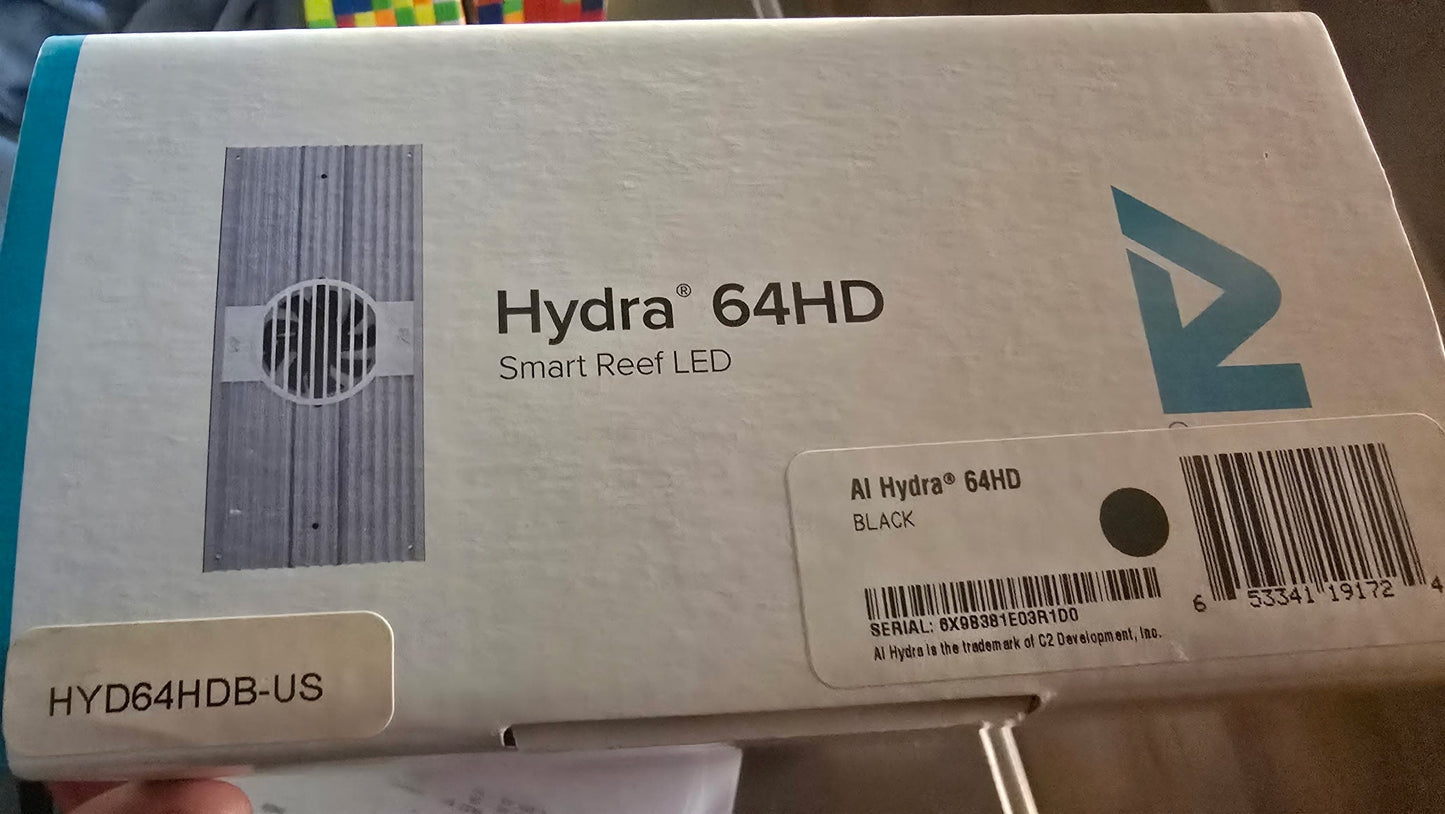 Hydra® 64HD
Smart Reef LED
AI Hydra® 64HD
BLACK
SERIAL: 6X98381E03R1D0
AI Hydra is the trademark of C2 Development, Inc.
6 53341 19172 4
HYD64HDB-US